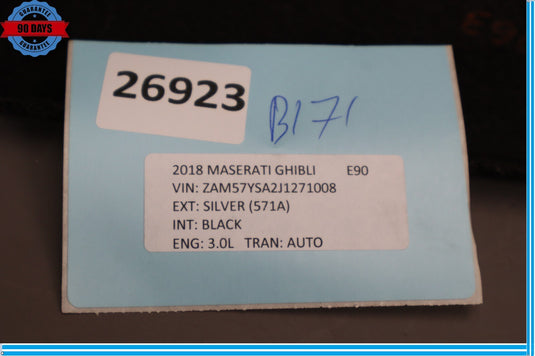 GUARANTEE
90 DAYS
GUARANTEE
26923
B171
2018 MASERATI GHIBLI E90
VIN: ZAM57YSA2J1271008
EXT: SILVER (571A)
INT: BLACK
ENG: 3.0L TRAN: AUTO